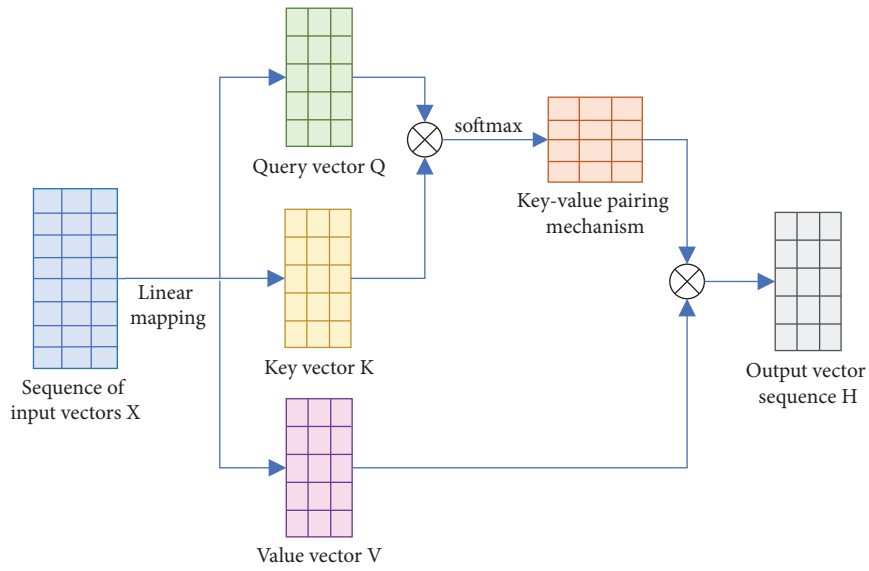 Query vector Q
softmax
Key-value pairing
mechanism
Linear
mapping
Sequence of
input vectors X
Key vector K
Output vector
sequence H
Value vector V